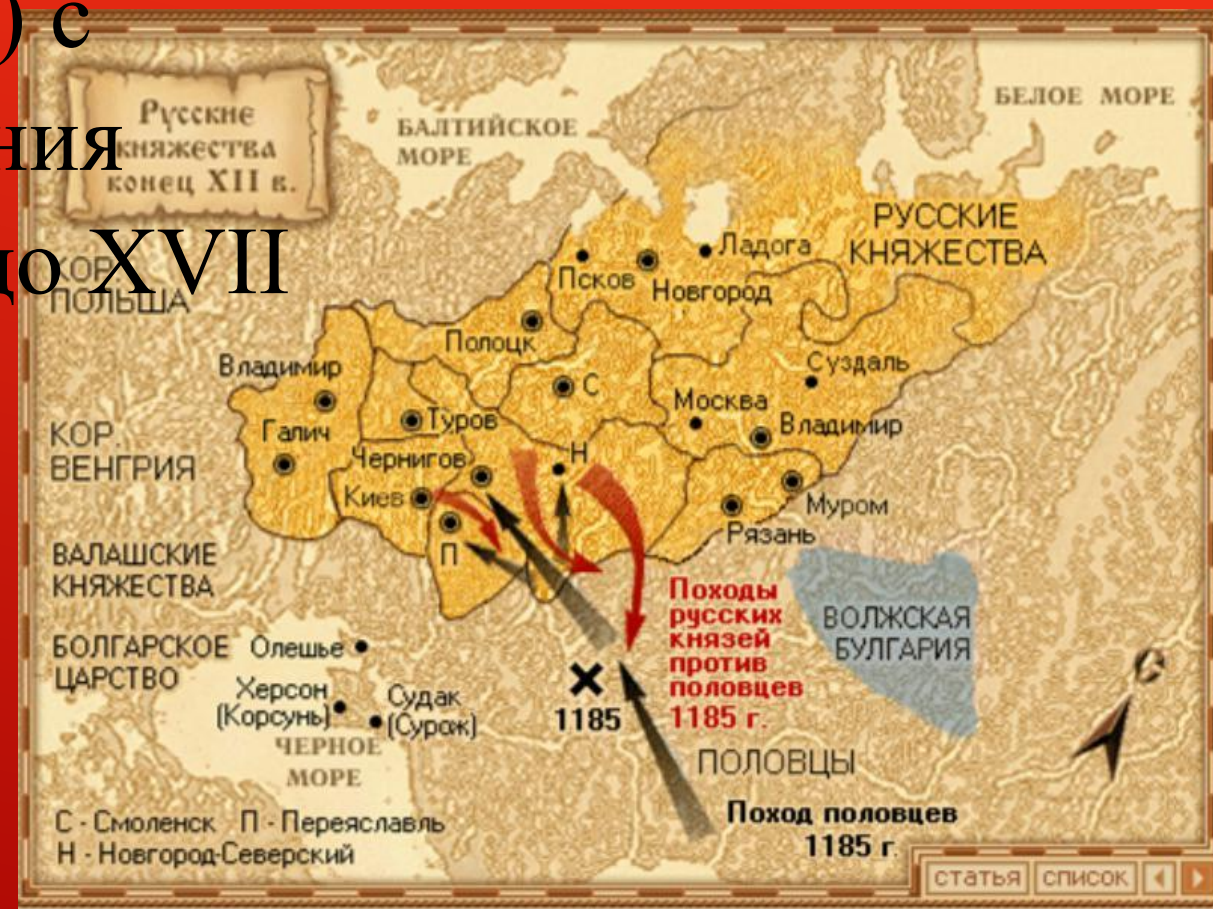 ) с
ния
до XVII
Русские
княжества
конец XII в.
БАЛТИЙСКОЕ
МОРЕ
БЕЛОЕ МОРЕ
РУССКИЕ
КНЯЖЕСТВА
Ладога
Псков
Новгород
КОР.
ПОЛЬША
Полоцк
Владимир
С
Суздаль
Москва
Туров
Владимир
Галич
КОР.
ВЕНГРИЯ
Чернигов
Н
Киев
Муром
Рязань
П
ВАЛАШСКИЕ
КНЯЖЕСТВА
Походы
русских
князей
против
половцев
1185 г.
ВОЛЖСКАЯ
БУЛГАРИЯ
БОЛГАРСКОЕ
ЦАРСТВО
Олешье
Херсон
(Корсунь)
Судак
(Сурож)
1185
ЧЕРНОЕ
МОРЕ
ПОЛОВЦЫ
С
Поход половцев
1185 г.
С - Смоленск П - Переяславль
Н - Новгород-Северский
статья список